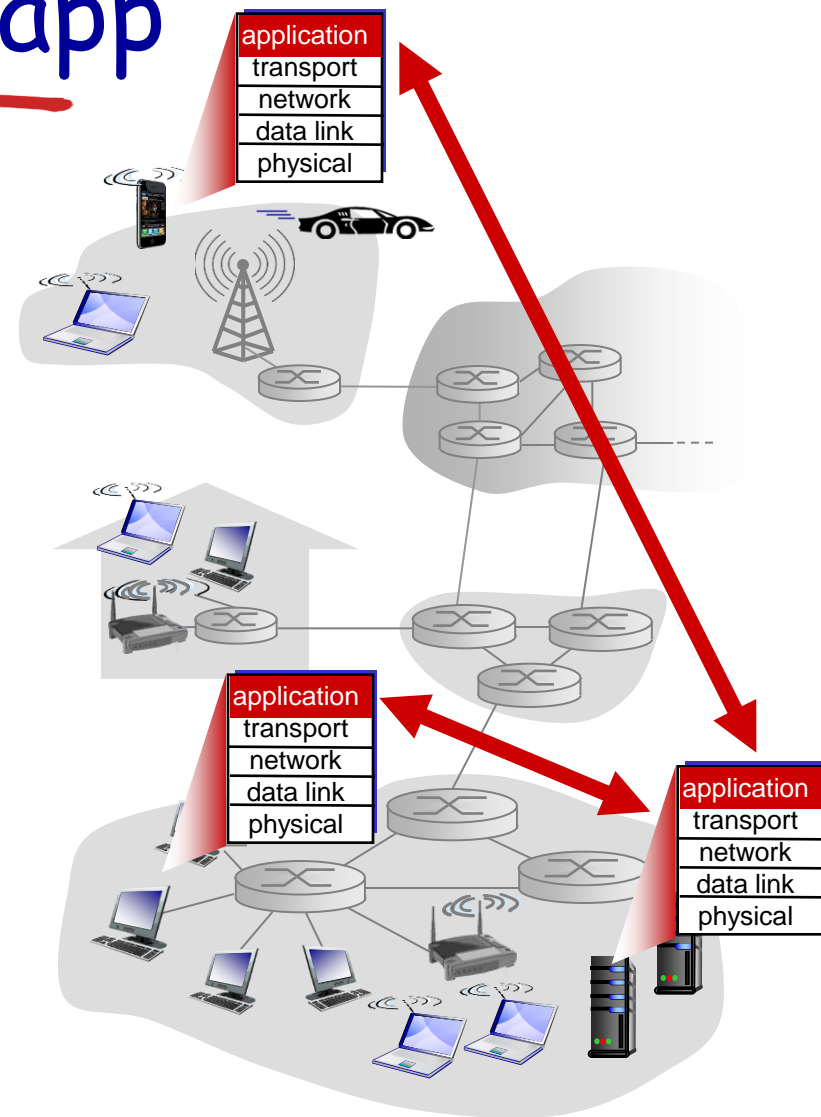 app
application
transport
network
data link
physical
application
transport
network
data link
physical
application
transport
network
data link
physical